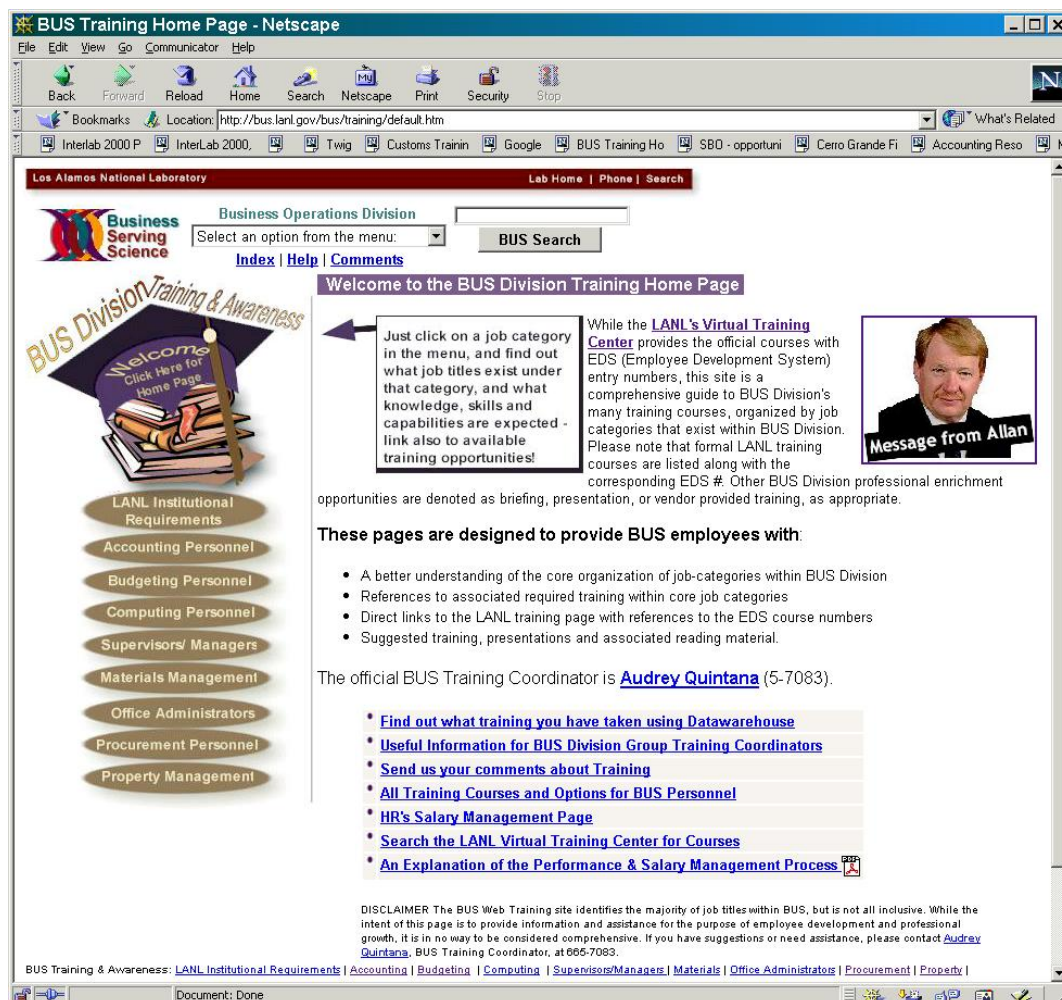 BUS Training Home Page - Netscape
File Edit View Go Communicator Help
Back Forward Reload Home Search Netscape Print Security Stop
Bookmarks Location: http://bus.lanl.gov/bus/training/default.htm What's Related
Interlab 2000 P InterLab 2000, Twig Customs Trainin Google BUS Training Ho SBO - opportuni Cerro Grande Fi Accounting Reso
Los Alamos National Laboratory Lab Home | Phone | Search
Business Serving Science
Business Operations Division
Select an option from the menu: BUS Search
Index | Help | Comments
BUS Division Training & Awareness
Welcome
Click Here for
Home Page
LANL Institutional
Requirements
Accounting Personnel
Budgeting Personnel
Computing Personnel
Supervisors/ Managers
Materials Management
Office Administrators
Procurement Personnel
Property Management
Welcome to the BUS Division Training Home Page
Just click on a job category
in the menu, and find out
what job titles exist under
that category, and what
knowledge, skills and
capabilities are expected -
link also to available
training opportunities!
While the LANL's Virtual Training
Center provides the official courses with
EDS (Employee Development System)
entry numbers, this site is a
comprehensive guide to BUS Division's
many training courses, organized by job
categories that exist within BUS Division.
Please note that formal LANL training
courses are listed along with the
corresponding EDS #. Other BUS Division professional enrichment
opportunities are denoted as briefing, presentation, or vendor provided training, as appropriate.
Message from Allan
These pages are designed to provide BUS employees with:
• A better understanding of the core organization of job-categories within BUS Division
• References to associated required training within core job categories
• Direct links to the LANL training page with references to the EDS course numbers
• Suggested training, presentations and associated reading material.
The official BUS Training Coordinator is Audrey Quintana (5-7083).
• Find out what training you have taken using Datawarehouse
• Useful Information for BUS Division Group Training Coordinators
• Send us your comments about Training
• All Training Courses and Options for BUS Personnel
• HR's Salary Management Page
• Search the LANL Virtual Training Center for Courses
• An Explanation of the Performance & Salary Management Process
DISCLAIMER The BUS Web Training site identifies the majority of job titles within BUS, but is not all inclusive. While the
intent of this page is to provide information and assistance for the purpose of employee development and professional
growth, it is in no way to be considered comprehensive. If you have suggestions or need assistance, please contact Audrey
Quintana, BUS Training Coordinator, at 665-7083.
BUS Training & Awareness: LANL Institutional Requirements | Accounting | Budgeting | Computing | Supervisors/Managers | Materials | Office Administrators | Procurement | Property |
Document: Done